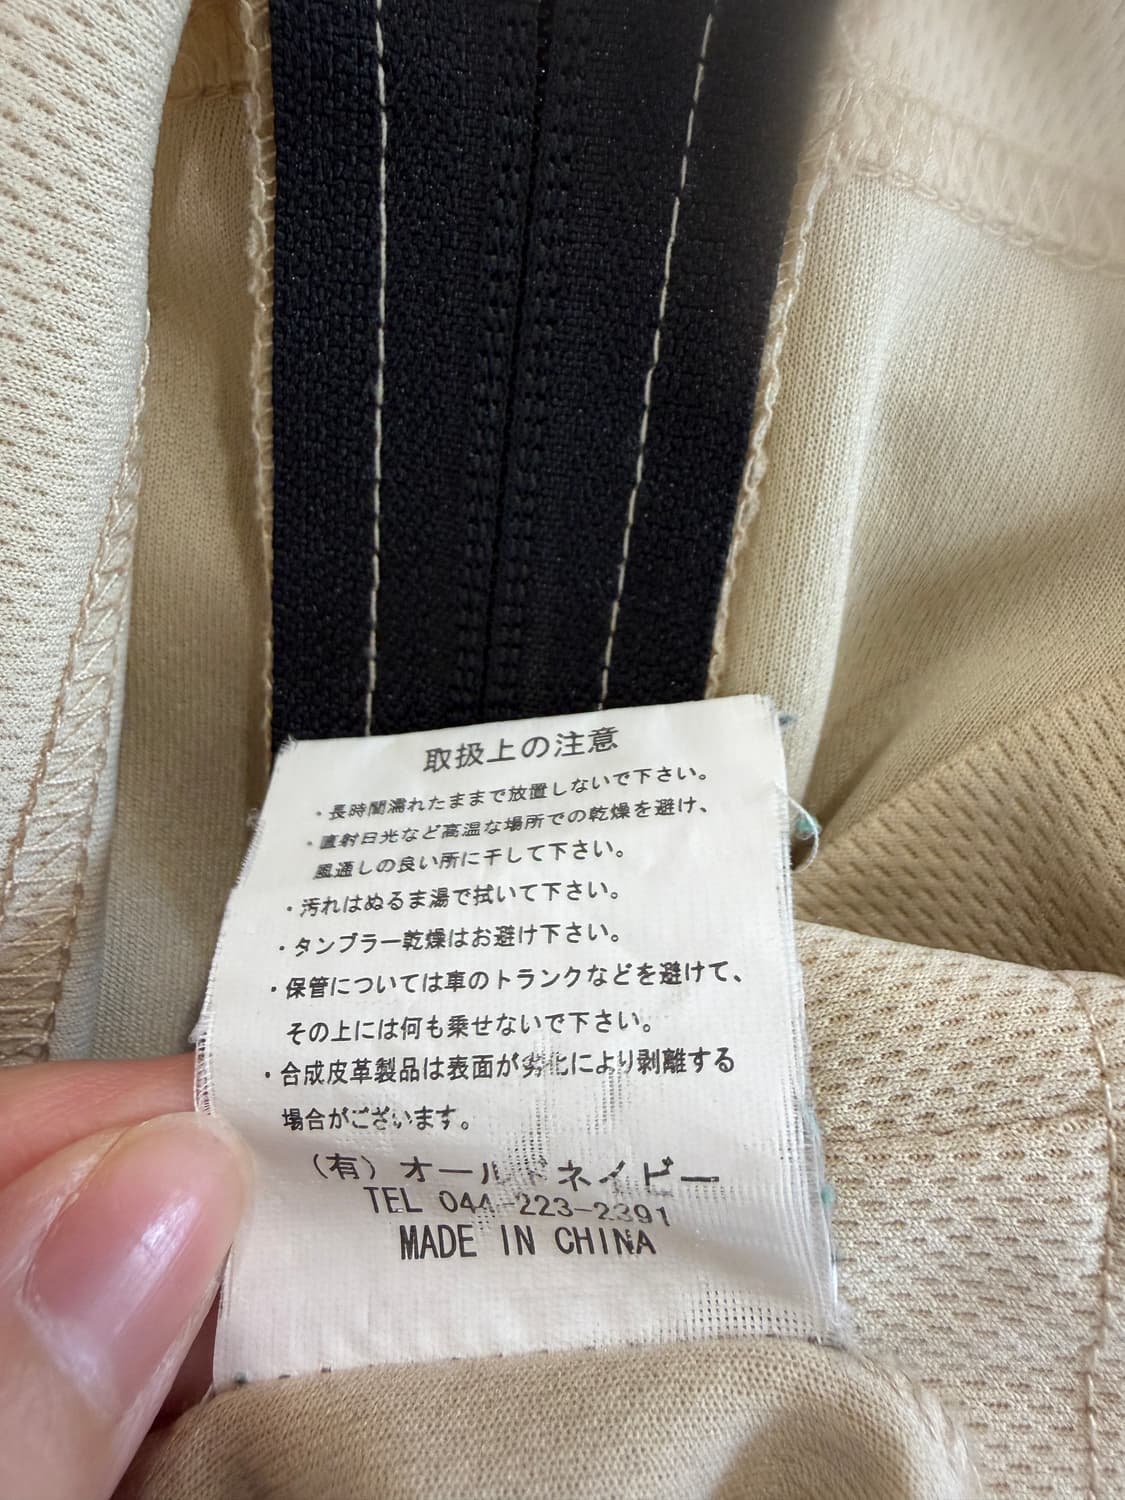 取扱上の注意
・長時間濡れたままで放置しないで下さい。
・直射日光など高温な場所での乾燥を避け、
風通しの良い所に干して下さい。
・汚れはぬるま湯で拭いて下さい。
・タンブラー乾燥はお避け下さい。
・保管については車のトランクなどを避けて、
その上には何も乗せないで下さい。
・合成皮革製品は表面が劣化により剥離する
場合がございます。
(有)オールドネイビー
TEL 044-223-2391
MADE IN CHINA